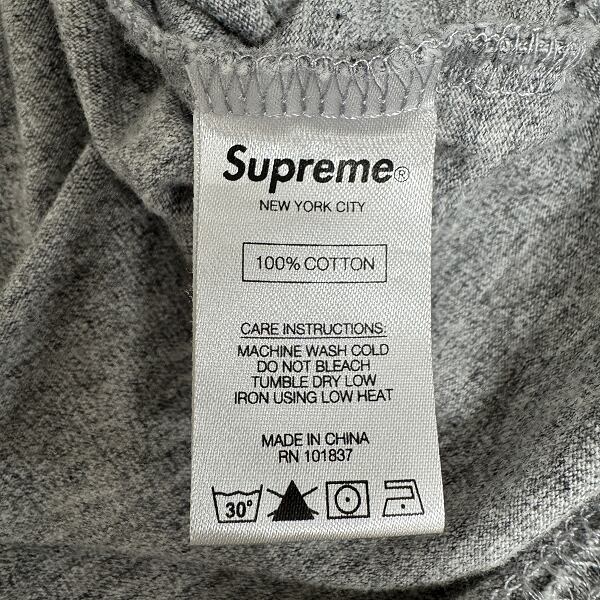 Supreme®
NEW YORK CITY
100% COTTON
CARE INSTRUCTIONS:
MACHINE WASH COLD
DO NOT BLEACH
TUMBLE DRY LOW
IRON USING LOW HEAT
MADE IN CHINA
RN 101837
30°